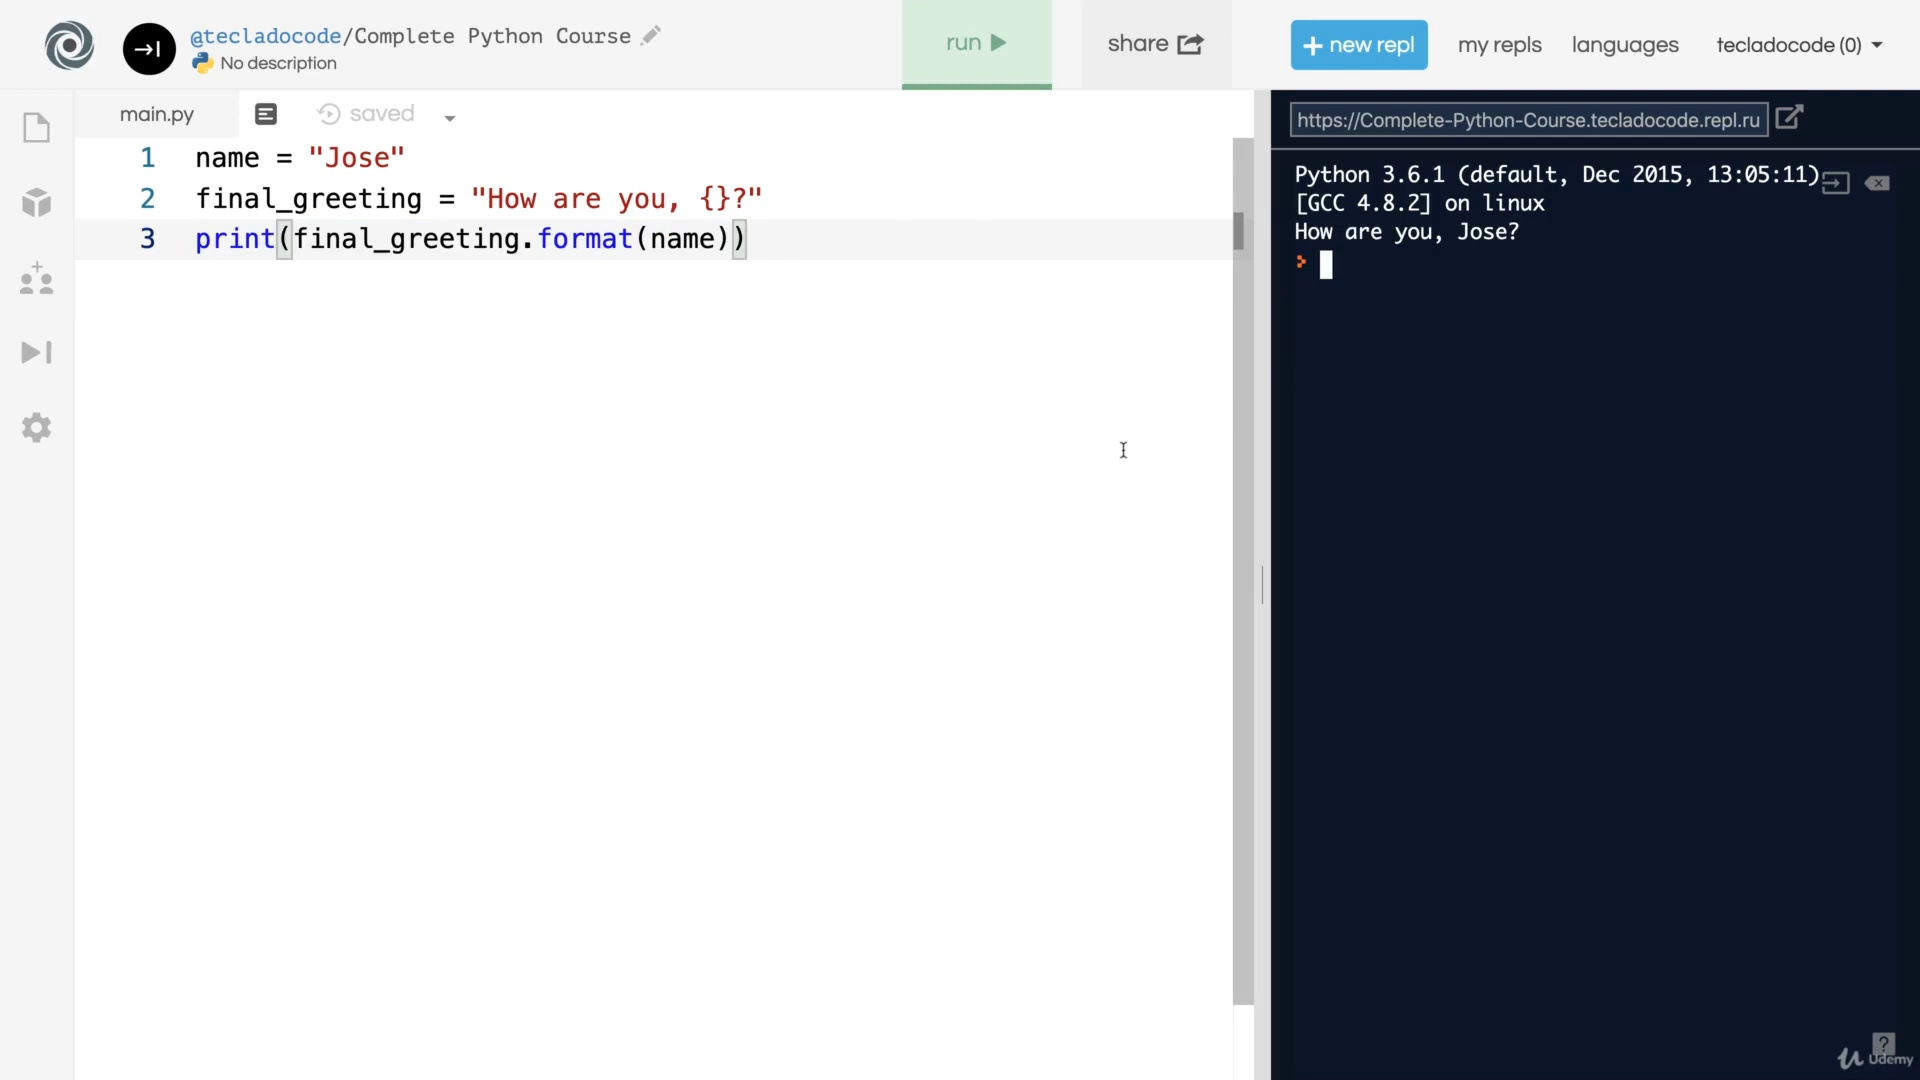 @tecladocode/Complete Python Course
No description
run
share
+ new repl
my repls
languages
tecladocode (0)
main.py
saved
https://Complete-Python-Course.tecladocode.repl.ru
1 name = "Jose"
2 final_greeting = "How are you, {}?"
3 print(final_greeting.format(name))
Python 3.6.1 (default, Dec 2015, 13:05:11)
[GCC 4.8.2] on linux
How are you, Jose?
?
Udemy